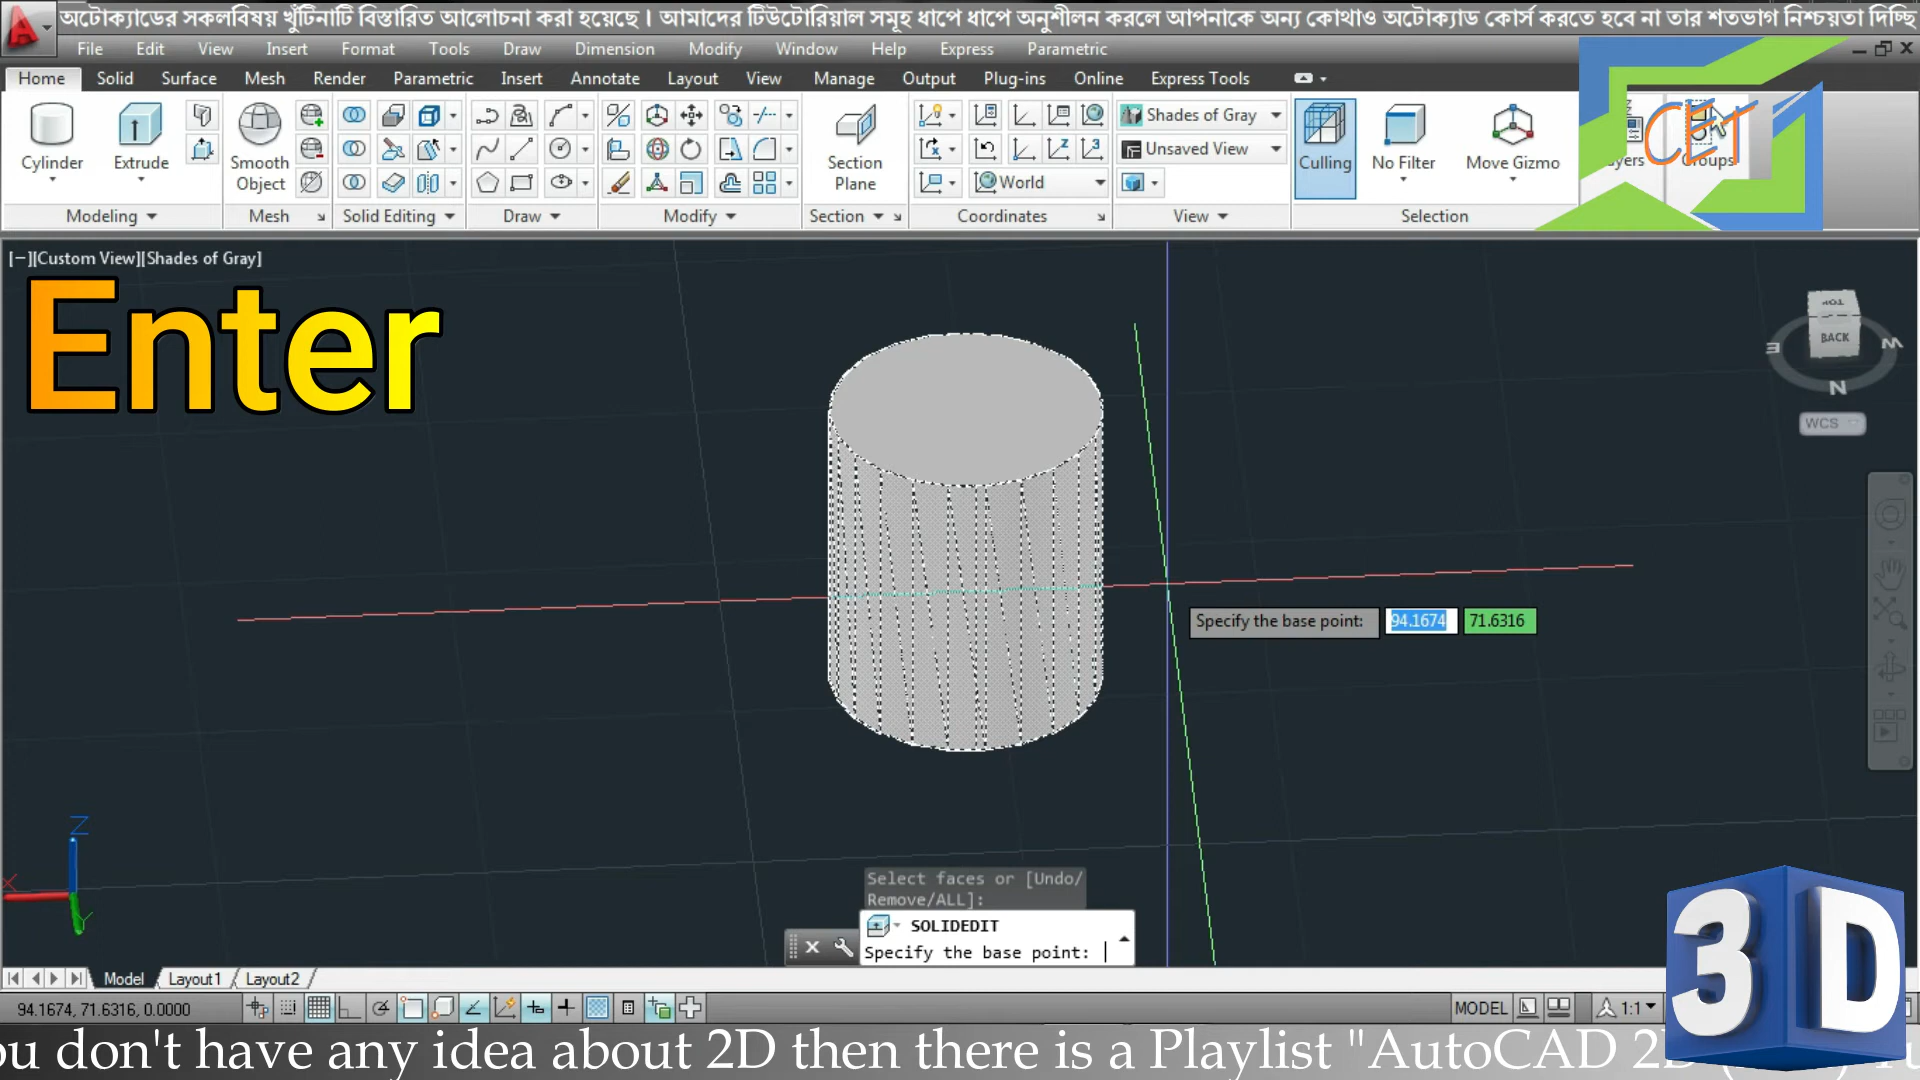 অটোক্যাডের সকলবিষয় খুঁটিনাটি বিস্তারিত আলোচনা করা হয়েছে। আমাদের টিউটোরিয়াল সমূহ ধাপে ধাপে অনুশীলন করলে আপনাকে অন্য কোথাও অটোক্যাড কোর্স করতে হবে না তার শতভাগ নিশ্চয়তা দিচ্ছি
File Edit View Insert Format Tools Draw Dimension Modify Window Help Express Parametric
Home Solid Surface Mesh Render Parametric Insert Annotate Layout View Manage Output Plug-ins Online Express Tools
Shades of Gray
Unsaved View
World
Cylinder Extrude Smooth Object Section Plane Culling No Filter Move Gizmo Groups
CET
Modeling Mesh Solid Editing Draw Modify Section Coordinates View Selection
[−][Custom View][Shades of Gray]
Enter
TOP
BACK
E W
N
WCS
Specify the base point: 94.1674 71.6316
Z
X
Y
Select faces or [Undo/
Remove/ALL]:
SOLIDEDIT
Specify the base point:
Model Layout1 Layout2
94.1674, 71.6316, 0.0000
MODEL 1:1
3D
ou don't have any idea about 2D then there is a Playlist "AutoCAD 2D